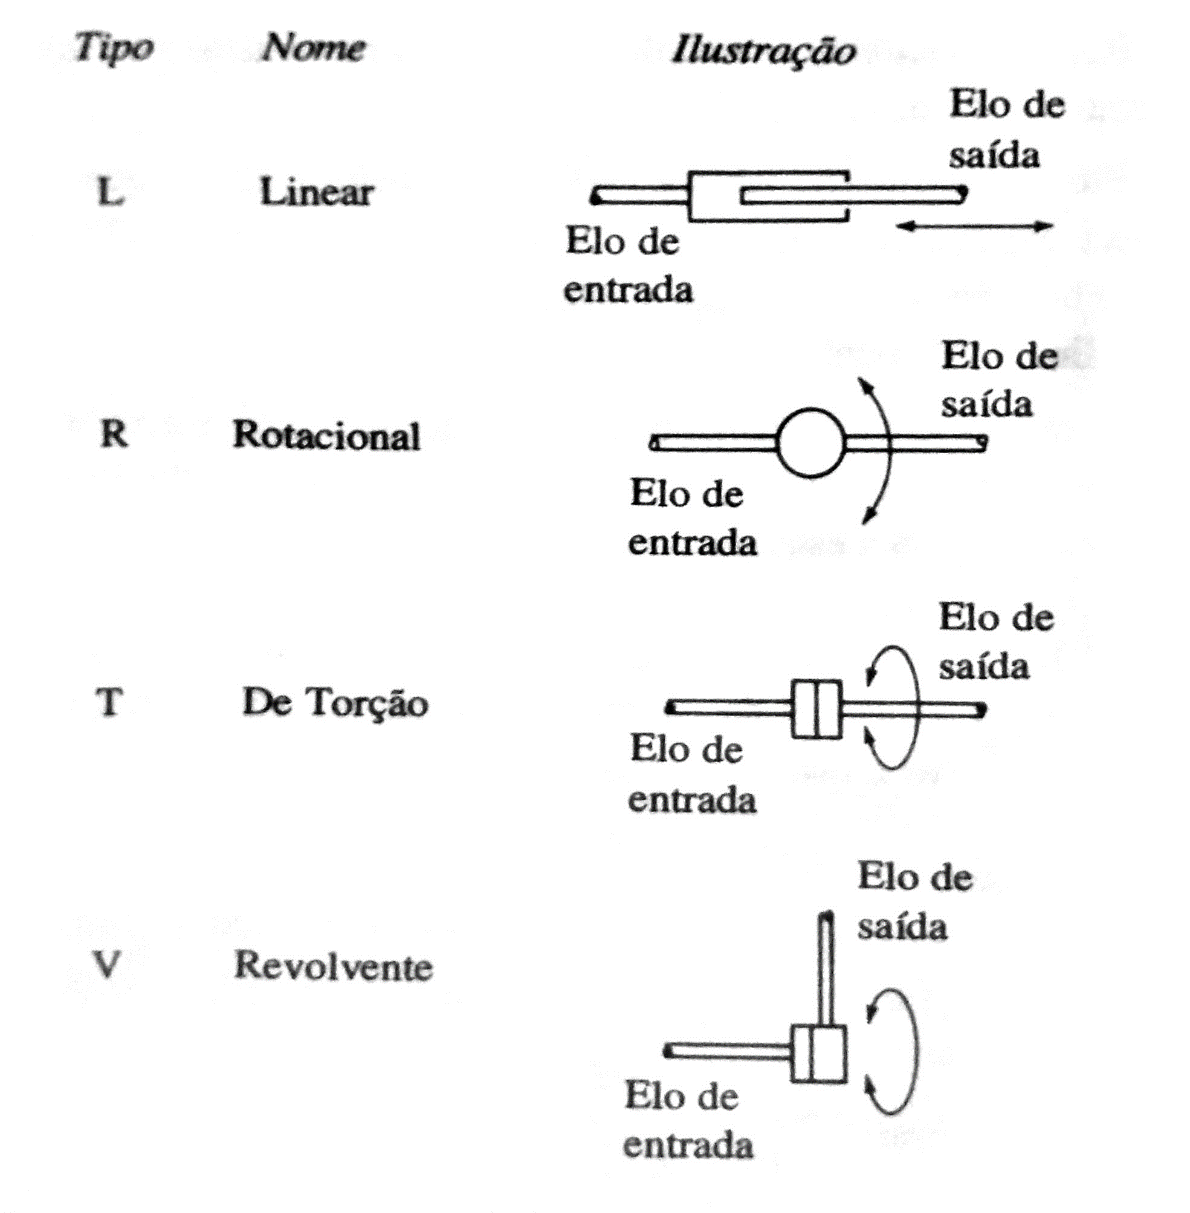 Tipo Nome Ilustração
Elo de
saída
L Linear
Elo de
entrada
Elo de
saída
R Rotacional
Elo de
entrada
Elo de
saída
T De Torção
Elo de
entrada
Elo de
saída
V Revolvente
Elo de
entrada